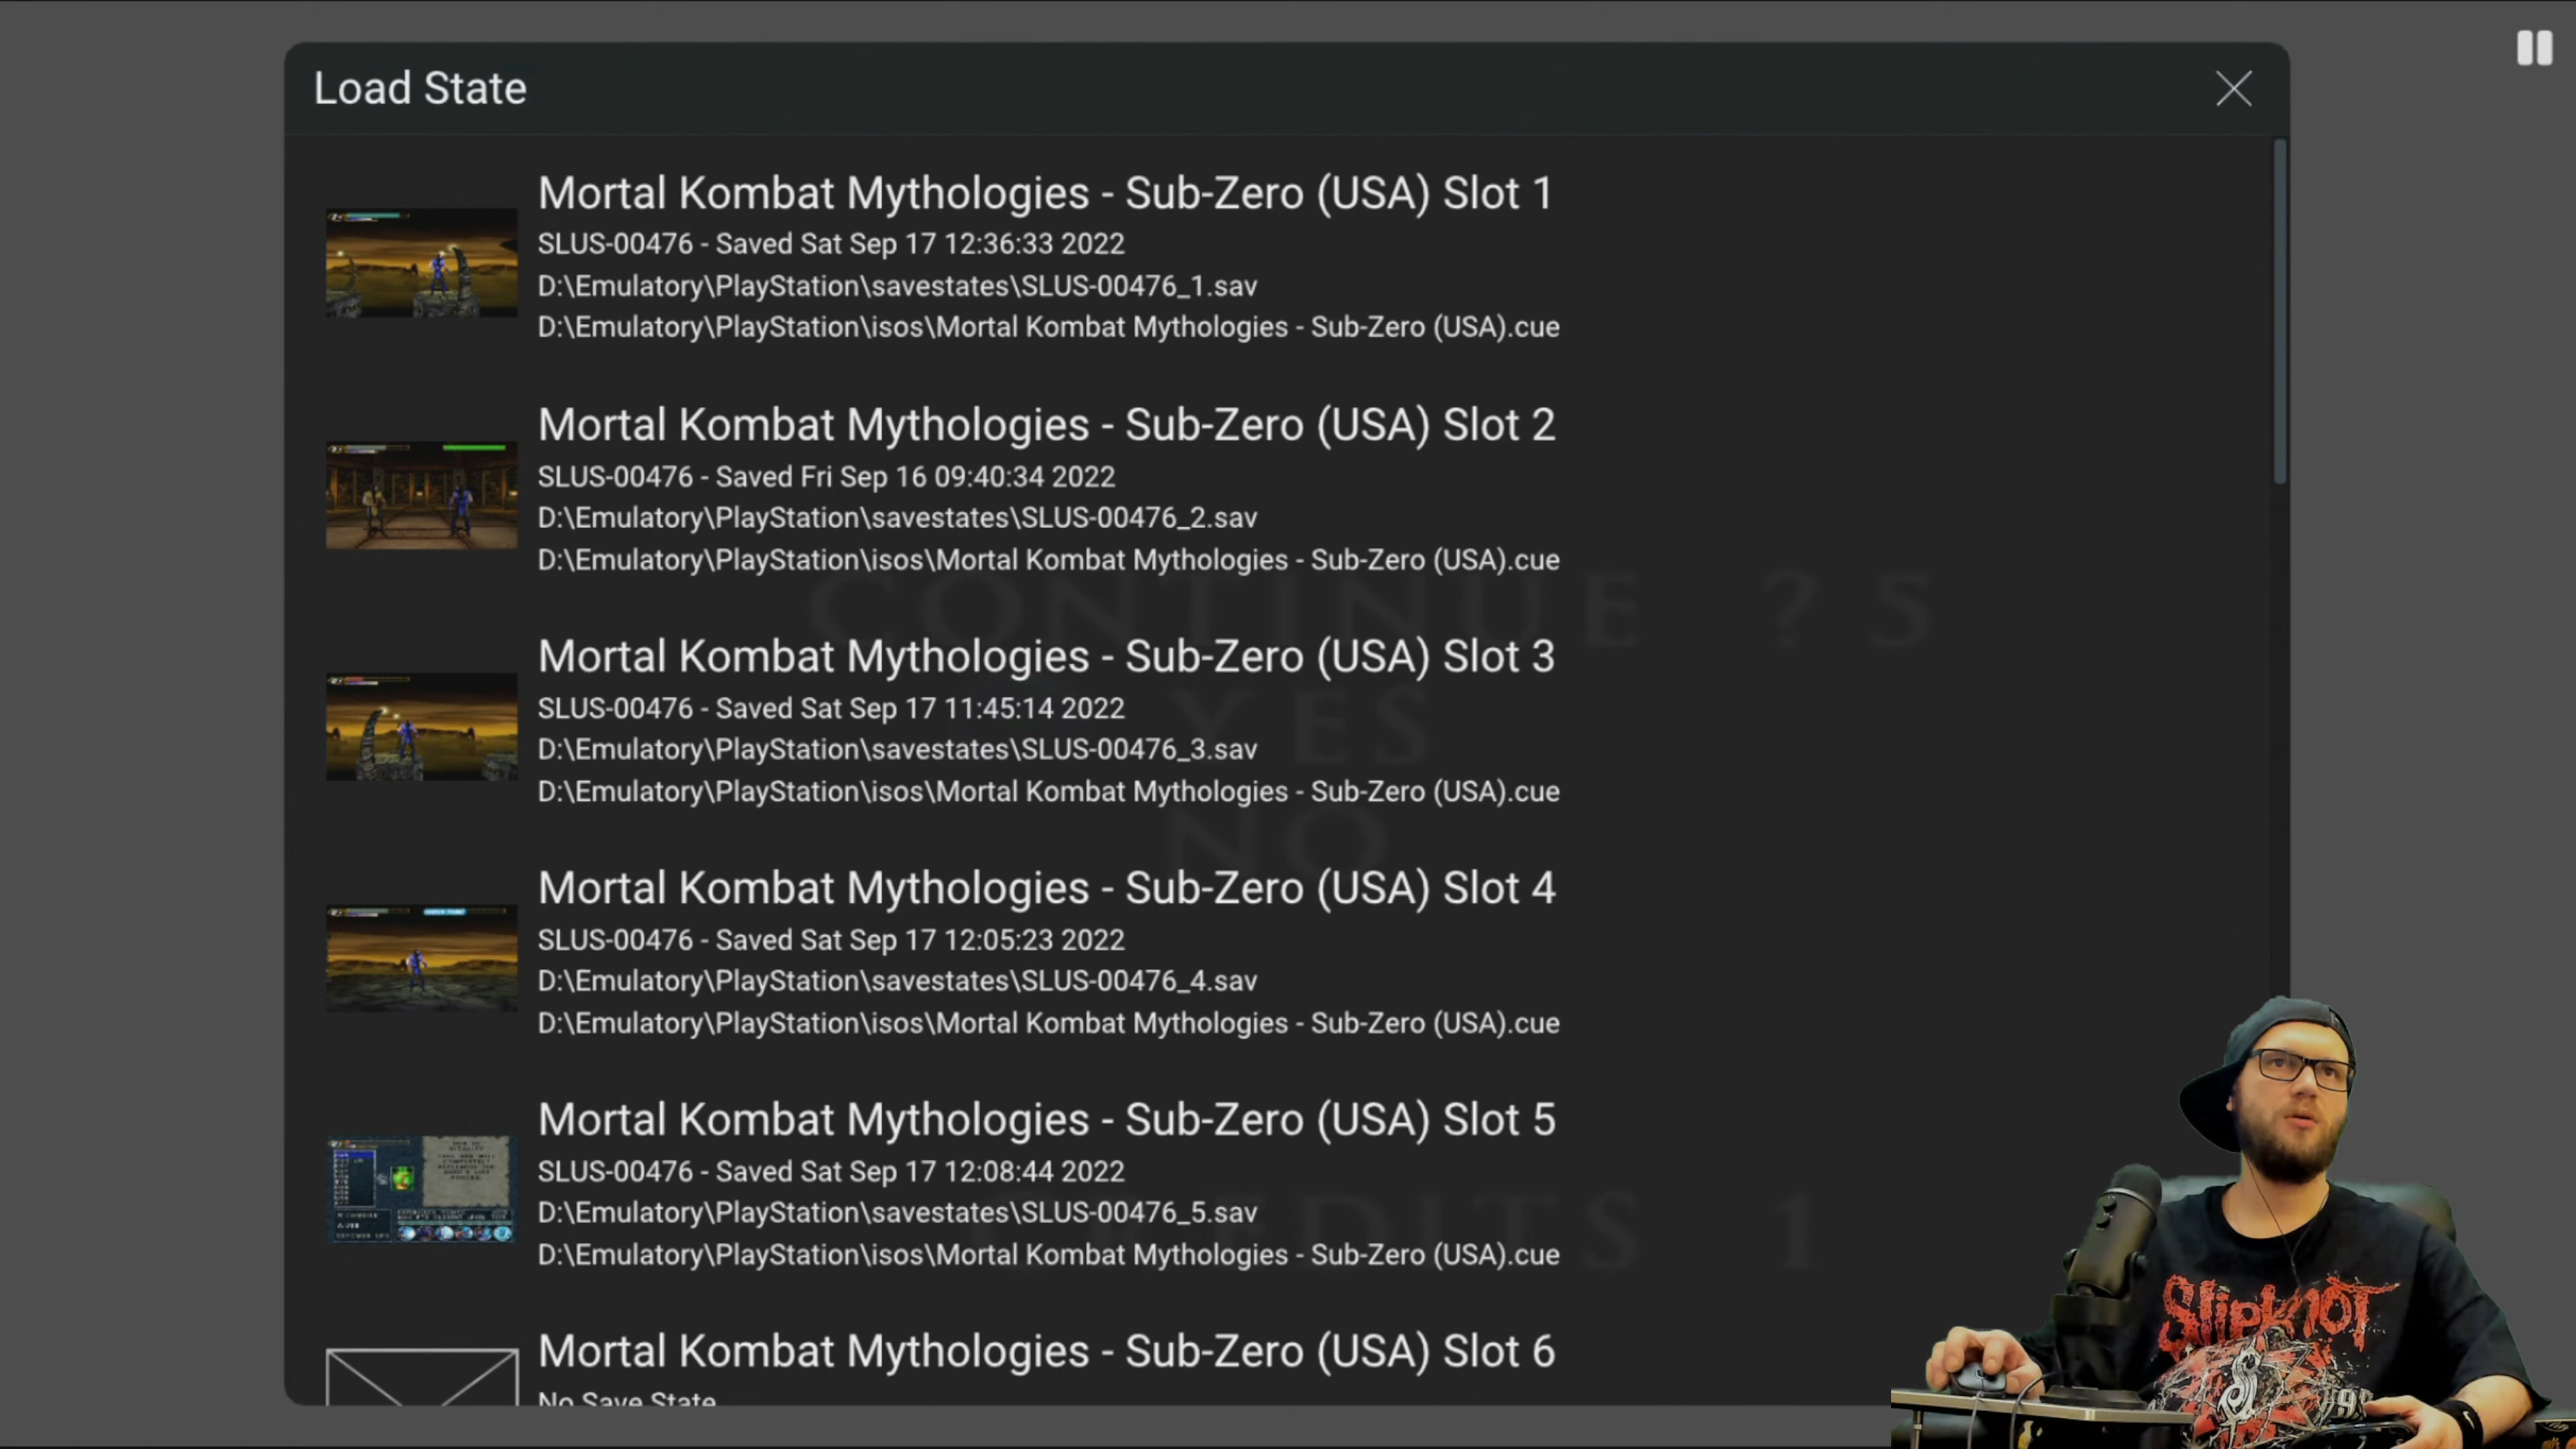 Load State
Mortal Kombat Mythologies - Sub-Zero (USA) Slot 1
SLUS-00476 - Saved Sat Sep 17 12:36:33 2022
D:\Emulatory\PlayStation\savestates\SLUS-00476_1.sav
D:\Emulatory\PlayStation\isos\Mortal Kombat Mythologies - Sub-Zero (USA).cue
Mortal Kombat Mythologies - Sub-Zero (USA) Slot 2
SLUS-00476 - Saved Fri Sep 16 09:40:34 2022
D:\Emulatory\PlayStation\savestates\SLUS-00476_2.sav
D:\Emulatory\PlayStation\isos\Mortal Kombat Mythologies - Sub-Zero (USA).cue
CONTINUE ? 5
Mortal Kombat Mythologies - Sub-Zero (USA) Slot 3
SLUS-00476 - Saved Sat Sep 17 11:45:14 2022
YES
D:\Emulatory\PlayStation\savestates\SLUS-00476_3.sav
D:\Emulatory\PlayStation\isos\Mortal Kombat Mythologies - Sub-Zero (USA).cue
NO
Mortal Kombat Mythologies - Sub-Zero (USA) Slot 4
SLUS-00476 - Saved Sat Sep 17 12:05:23 2022
D:\Emulatory\PlayStation\savestates\SLUS-00476_4.sav
D:\Emulatory\PlayStation\isos\Mortal Kombat Mythologies - Sub-Zero (USA).cue
Mortal Kombat Mythologies - Sub-Zero (USA) Slot 5
SLUS-00476 - Saved Sat Sep 17 12:08:44 2022
D:\Emulatory\PlayStation\savestates\SLUS-00476_5.sav
CREDITS 1
D:\Emulatory\PlayStation\isos\Mortal Kombat Mythologies - Sub-Zero (USA).cue
Mortal Kombat Mythologies - Sub-Zero (USA) Slot 6
No Save State
SLIPKNOT